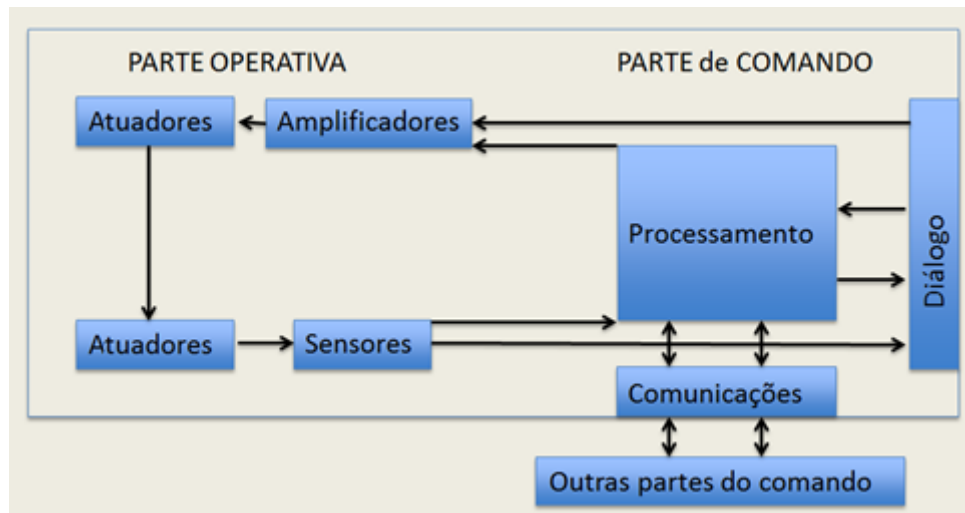 PARTE OPERATIVA
PARTE de COMANDO
Atuadores
Amplificadores
Processamento
Diálogo
Atuadores
Sensores
Comunicações
Outras partes do comando